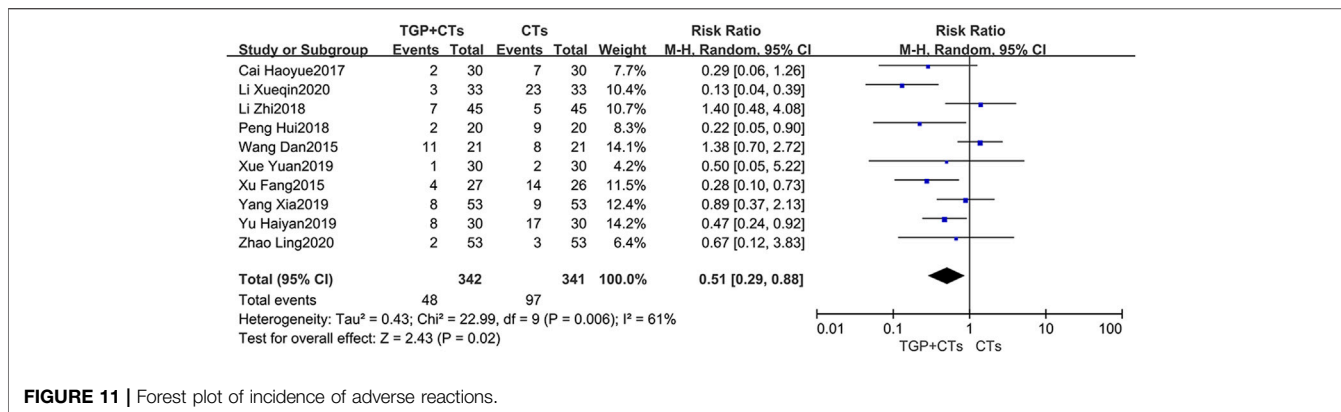 TGP+CTs CTs Risk Ratio Risk Ratio
Study or Subgroup Events Total Events Total Weight M-H, Random, 95% CI M-H, Random, 95% CI
Cai Haoyue2017 2 30 7 30 7.7% 0.29 [0.06, 1.26]
Li Xueqin2020 3 33 23 33 10.4% 0.13 [0.04, 0.39]
Li Zhi2018 7 45 5 45 10.7% 1.40 [0.48, 4.08]
Peng Hui2018 2 20 9 20 8.3% 0.22 [0.05, 0.90]
Wang Dan2015 11 21 8 21 14.1% 1.38 [0.70, 2.72]
Xue Yuan2019 1 30 2 30 4.2% 0.50 [0.05, 5.22]
Xu Fang2015 4 27 14 26 11.5% 0.28 [0.10, 0.73]
Yang Xia2019 8 53 9 53 12.4% 0.89 [0.37, 2.13]
Yu Haiyan2019 8 30 17 30 14.2% 0.47 [0.24, 0.92]
Zhao Ling2020 2 53 3 53 6.4% 0.67 [0.12, 3.83]
Total (95% CI) 342 341 100.0% 0.51 [0.29, 0.88]
Total events 48 97
Heterogeneity: Tau² = 0.43; Chi² = 22.99, df = 9 (P = 0.006); I² = 61%
Test for overall effect: Z = 2.43 (P = 0.02)
0.01 0.1 1 10 100
TGP+CTs CTs
FIGURE 11 | Forest plot of incidence of adverse reactions.